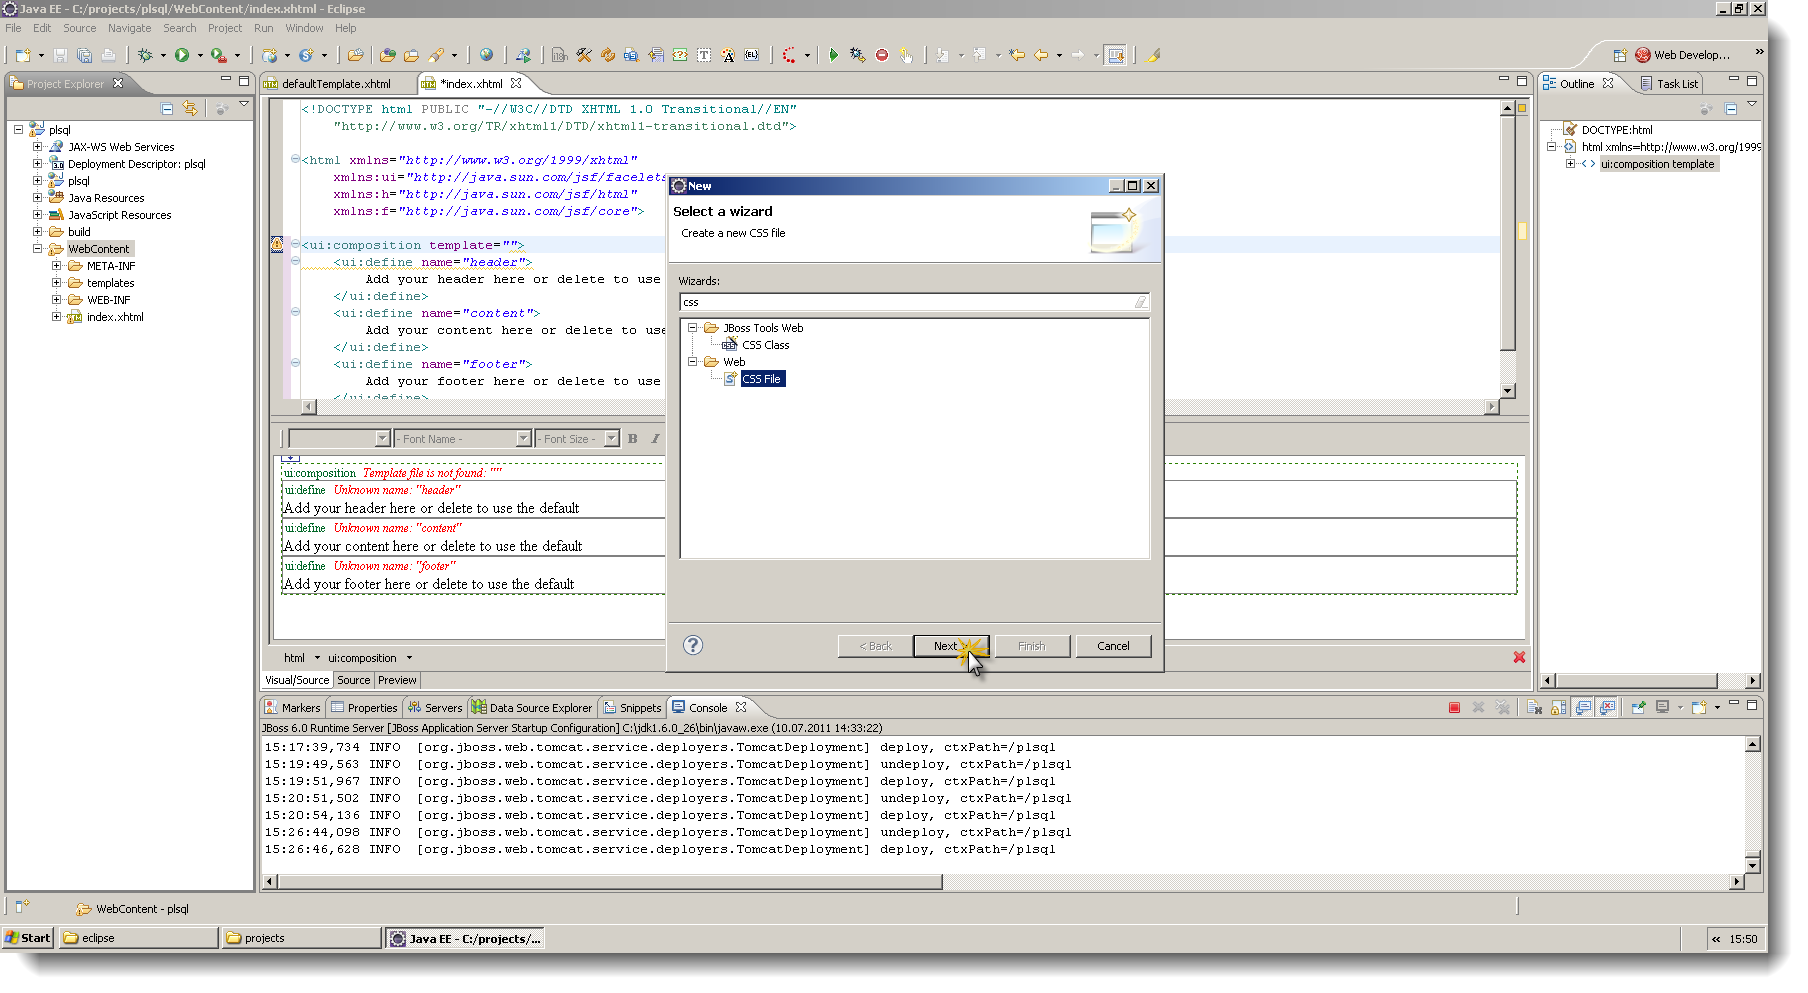 Java EE - C:/projects/plsql/WebContent/index.xhtml - Eclipse
File Edit Source Navigate Search Project Run Window Help
Web Develop...
»
Project Explorer
plsql
JAX-WS Web Services
Deployment Descriptor: plsql
plsql
Java Resources
JavaScript Resources
build
WebContent
META-INF
templates
WEB-INF
index.xhtml
defaultTemplate.xhtml
*index.xhtml
<!DOCTYPE html PUBLIC "-//W3C//DTD XHTML 1.0 Transitional//EN"
"http://www.w3.org/TR/xhtml1/DTD/xhtml1-transitional.dtd">
<html xmlns="http://www.w3.org/1999/xhtml"
xmlns:ui="http://java.sun.com/jsf/facelets
xmlns:h="http://java.sun.com/jsf/html"
xmlns:f="http://java.sun.com/jsf/core">
<ui:composition template="">
<ui:define name="header">
Add your header here or delete to use
</ui:define>
<ui:define name="content">
Add your content here or delete to use
</ui:define>
<ui:define name="footer">
Add your footer here or delete to use
</ui:define>
- Font Name -
- Font Size -
B I
ui:composition Template file is not found: ""
ui:define Unknown name: "header"
Add your header here or delete to use the default
ui:define Unknown name: "content"
Add your content here or delete to use the default
ui:define Unknown name: "footer"
Add your footer here or delete to use the default
html ui:composition
Visual/Source Source Preview
New
Select a wizard
Create a new CSS file
Wizards:
css
JBoss Tools Web
CSS Class
Web
CSS File
?
< Back
Next
Finish
Cancel
Outline
Task List
DOCTYPE:html
html xmlns=http://www.w3.org/1999
ui:composition template
Markers Properties Servers Data Source Explorer Snippets Console
JBoss 6.0 Runtime Server [JBoss Application Server Startup Configuration] C:\jdk1.6.0_26\bin\javaw.exe (10.07.2011 14:33:22)
15:17:39,734 INFO [org.jboss.web.tomcat.service.deployers.TomcatDeployment] deploy, ctxPath=/plsql
15:19:49,563 INFO [org.jboss.web.tomcat.service.deployers.TomcatDeployment] undeploy, ctxPath=/plsql
15:19:51,967 INFO [org.jboss.web.tomcat.service.deployers.TomcatDeployment] deploy, ctxPath=/plsql
15:20:51,502 INFO [org.jboss.web.tomcat.service.deployers.TomcatDeployment] undeploy, ctxPath=/plsql
15:20:54,136 INFO [org.jboss.web.tomcat.service.deployers.TomcatDeployment] deploy, ctxPath=/plsql
15:26:44,098 INFO [org.jboss.web.tomcat.service.deployers.TomcatDeployment] undeploy, ctxPath=/plsql
15:26:46,628 INFO [org.jboss.web.tomcat.service.deployers.TomcatDeployment] deploy, ctxPath=/plsql
WebContent - plsql
Start
eclipse
projects
Java EE - C:/projects/...
« 15:50